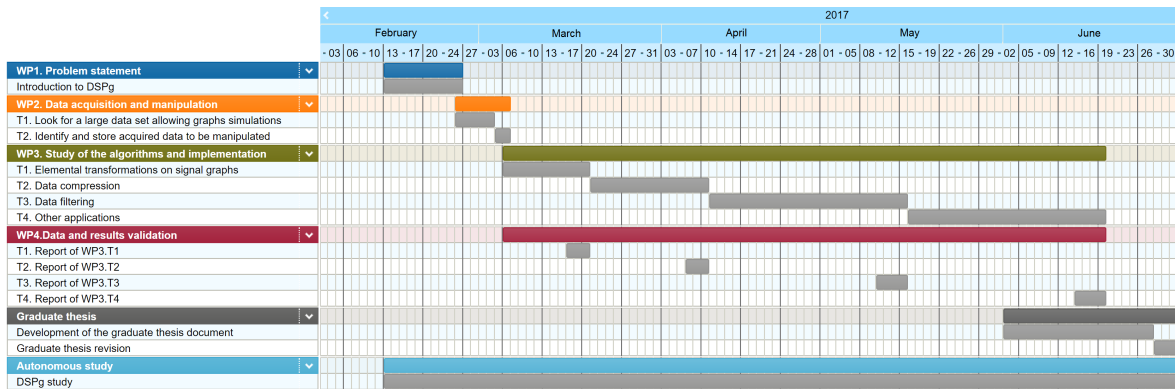 2017
February March April May June
- 03 06 - 10 13 - 17 20 - 24 27 - 03 06 - 10 13 - 17 20 - 24 27 - 31 03 - 07 10 - 14 17 - 21 24 - 28 01 - 05 08 - 12 15 - 19 22 - 26 29 - 02 05 - 09 12 - 16 19 - 23 26 - 30
WP1. Problem statement
Introduction to DSPg
WP2. Data acquisition and manipulation
T1. Look for a large data set allowing graphs simulations
T2. Identify and store acquired data to be manipulated
WP3. Study of the algorithms and implementation
T1. Elemental transformations on signal graphs
T2. Data compression
T3. Data filtering
T4. Other applications
WP4.Data and results validation
T1. Report of WP3.T1
T2. Report of WP3.T2
T3. Report of WP3.T3
T4. Report of WP3.T4
Graduate thesis
Development of the graduate thesis document
Graduate thesis revision
Autonomous study
DSPg study